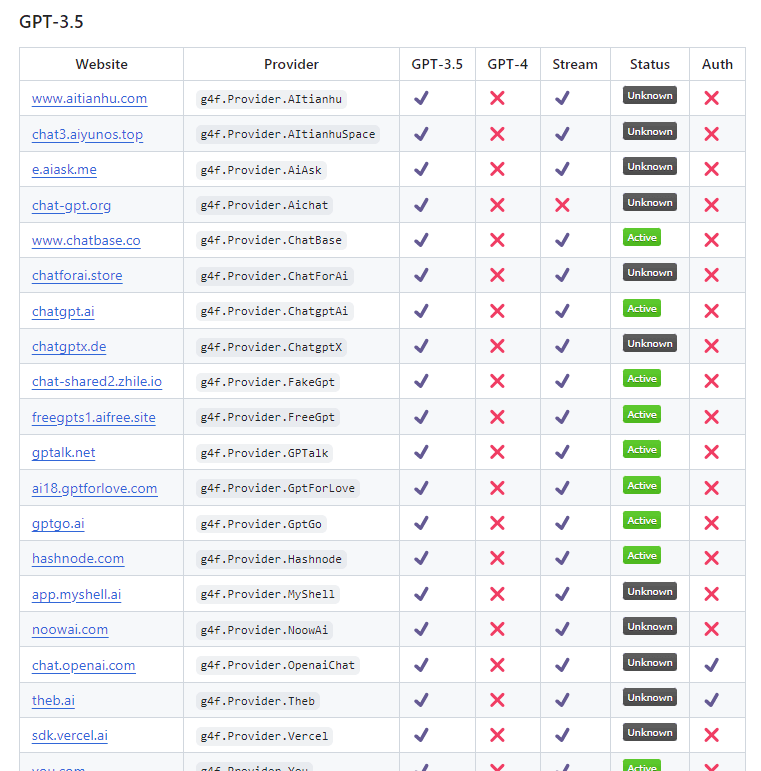 GPT-3.5
Website Provider GPT-3.5 GPT-4 Stream Status Auth
www.aitianhu.com g4f.Provider.AItianhu ✔ ❌ ✔ Unknown ❌
chat3.aiyunos.top g4f.Provider.AItianhuSpace ✔ ❌ ✔ Unknown ❌
e.aiask.me g4f.Provider.AiAsk ✔ ❌ ✔ Unknown ❌
chat-gpt.org g4f.Provider.Aichat ✔ ❌ ❌ Unknown ❌
www.chatbase.co g4f.Provider.ChatBase ✔ ❌ ✔ Active ❌
chatforai.store g4f.Provider.ChatForAi ✔ ❌ ✔ Unknown ❌
chatgpt.ai g4f.Provider.ChatgptAi ✔ ❌ ✔ Active ❌
chatgptx.de g4f.Provider.ChatgptX ✔ ❌ ✔ Unknown ❌
chat-shared2.zhile.io g4f.Provider.FakeGpt ✔ ❌ ✔ Active ❌
freegpts1.aifree.site g4f.Provider.FreeGpt ✔ ❌ ✔ Active ❌
gptalk.net g4f.Provider.GPTalk ✔ ❌ ✔ Active ❌
ai18.gptforlove.com g4f.Provider.GptForLove ✔ ❌ ✔ Active ❌
gptgo.ai g4f.Provider.GptGo ✔ ❌ ✔ Active ❌
hashnode.com g4f.Provider.Hashnode ✔ ❌ ✔ Active ❌
app.myshell.ai g4f.Provider.MyShell ✔ ❌ ✔ Unknown ❌
noowai.com g4f.Provider.NoowAi ✔ ❌ ✔ Unknown ❌
chat.openai.com g4f.Provider.OpenaiChat ✔ ❌ ✔ Unknown ✔
theb.ai g4f.Provider.Theb ✔ ❌ ✔ Unknown ✔
sdk.vercel.ai g4f.Provider.Vercel ✔ ❌ ✔ Unknown ❌
you.com g4f.Provider.You ✔ ❌ ✔ Active ❌